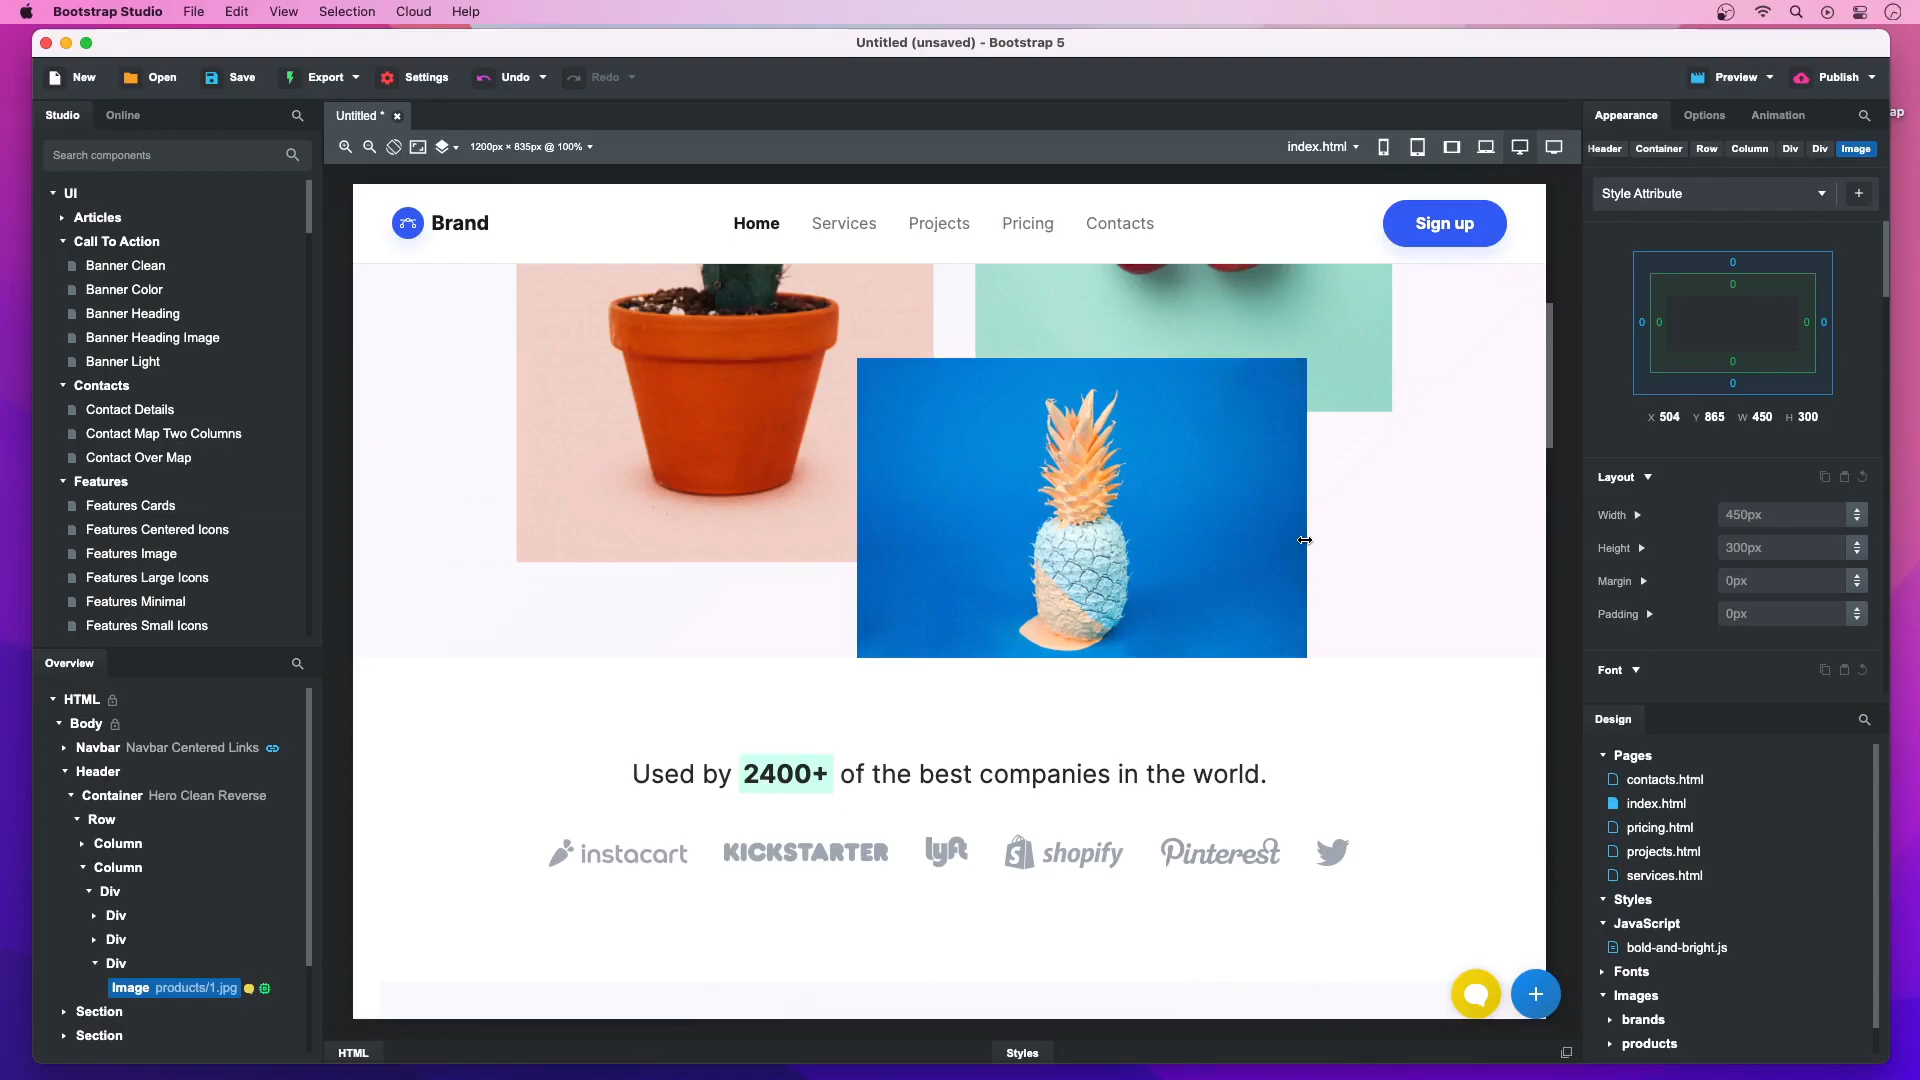 Bootstrap Studio File Edit View Selection Cloud Help
Untitled (unsaved) - Bootstrap 5
New Open Save Export Settings Undo Redo Preview Publish
ap
Studio Online
Search components
UI
Articles
Call To Action
Banner Clean
Banner Color
Banner Heading
Banner Heading Image
Banner Light
Contacts
Contact Details
Contact Map Two Columns
Contact Over Map
Features
Features Cards
Features Centered Icons
Features Image
Features Large Icons
Features Minimal
Features Small Icons
Overview
HTML
Body
Navbar Navbar Centered Links
Header
Container Hero Clean Reverse
Row
Column
Column
Div
Div
Div
Div
Image products/1.jpg
Section
Section
Untitled *
1200px × 835px @ 100% index.html
Brand Home Services Projects Pricing Contacts Sign up
Used by 2400+ of the best companies in the world.
instacart KICKSTARTER lyft shopify Pinterest
HTML Styles
Appearance Options Animation
Header Container Row Column Div Div Image
Style Attribute
0
0
0 0 0 0
0
0
X 504 Y 865 W 450 H 300
Layout
Width 450px
Height 300px
Margin 0px
Padding 0px
Font
Design
Pages
contacts.html
index.html
pricing.html
projects.html
services.html
Styles
JavaScript
bold-and-bright.js
Fonts
Images
brands
products